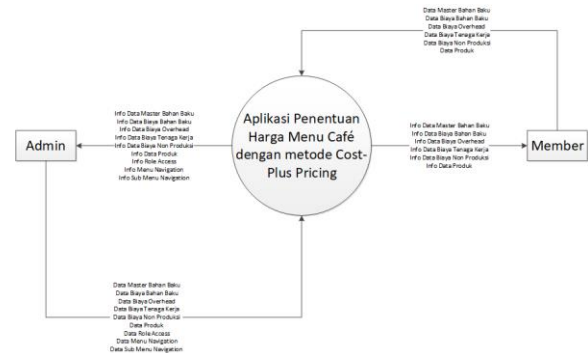 Data Master Bahan Baku
Data Biaya Bahan Baku
Data Biaya Overhead
Data Biaya Tenaga Kerja
Data Biaya Non Produksi
Data Produk
Info Data Master Bahan Baku
Info Data Biaya Bahan Baku
Info Data Biaya Overhead
Info Data Biaya Tenaga Kerja
Info Data Biaya Non Produksi
Info Data Produk
Info Role Access
Info Menu Navigation
Info Sub Menu Navigation
Admin
Aplikasi Penentuan
Harga Menu Café
dengan metode Cost-
Plus Pricing
Info Data Master Bahan Baku
Info Data Biaya Bahan Baku
Info Data Biaya Overhead
Info Data Biaya Tenaga Kerja
Info Data Biaya Non Produksi
Info Data Produk
Member
Data Master Bahan Baku
Data Biaya Bahan Baku
Data Biaya Overhead
Data Biaya Tenaga Kerja
Data Biaya Non Produksi
Data Produk
Data Role Access
Data Menu Navigation
Data Sub Menu Navigation